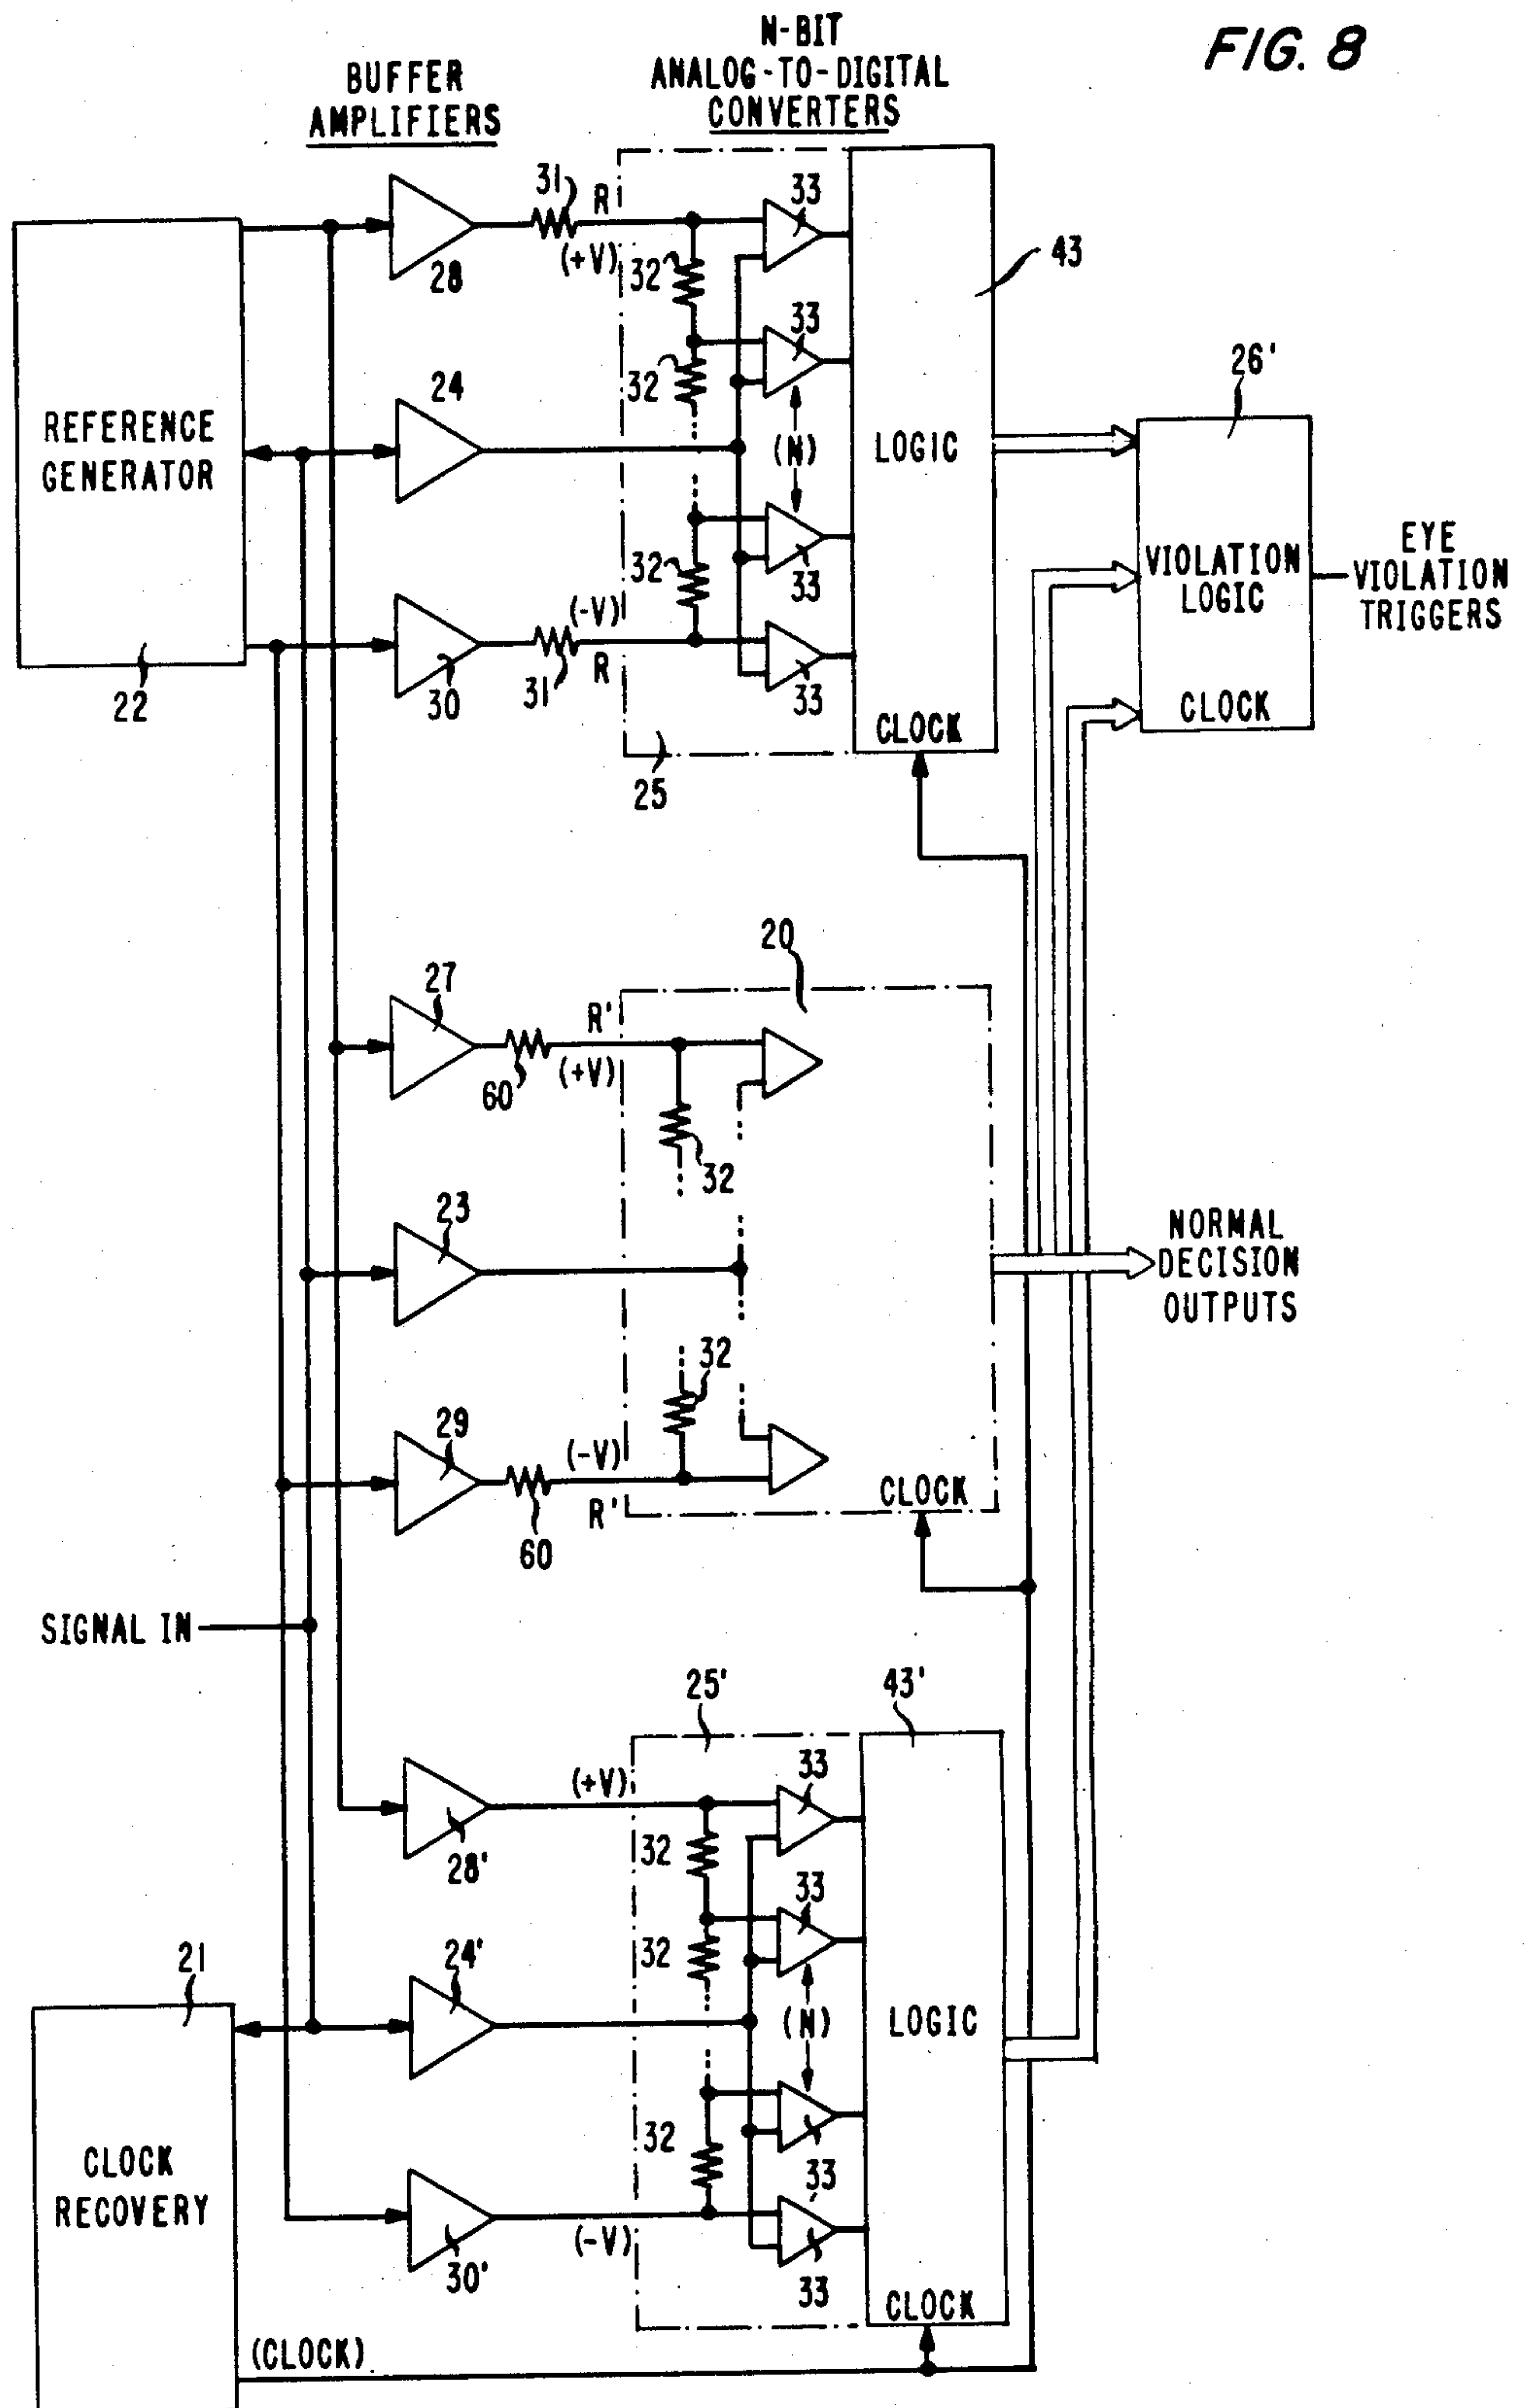 FIG. 8
N-BIT
ANALOG-TO-DIGITAL
CONVERTERS
BUFFER
AMPLIFIERS
31
R
(+V)
28
32
33
43
32
33
24
(N)
LOGIC
REFERENCE
GENERATOR
22
32
33
(-V)
R
31
30
33
CLOCK
25
26'
VIOLATION
LOGIC
CLOCK
EYE
VIOLATION
TRIGGERS
20
27
R'
(+V)
60
32
23
NORMAL
DECISION
OUTPUTS
32
29
(-V)
R'
60
CLOCK
SIGNAL IN
25'
43'
(+V)
33
28'
32
33
32
24'
(N)
LOGIC
21
32
33
33
CLOCK
RECOVERY
(-V)
30'
33
CLOCK
(CLOCK)